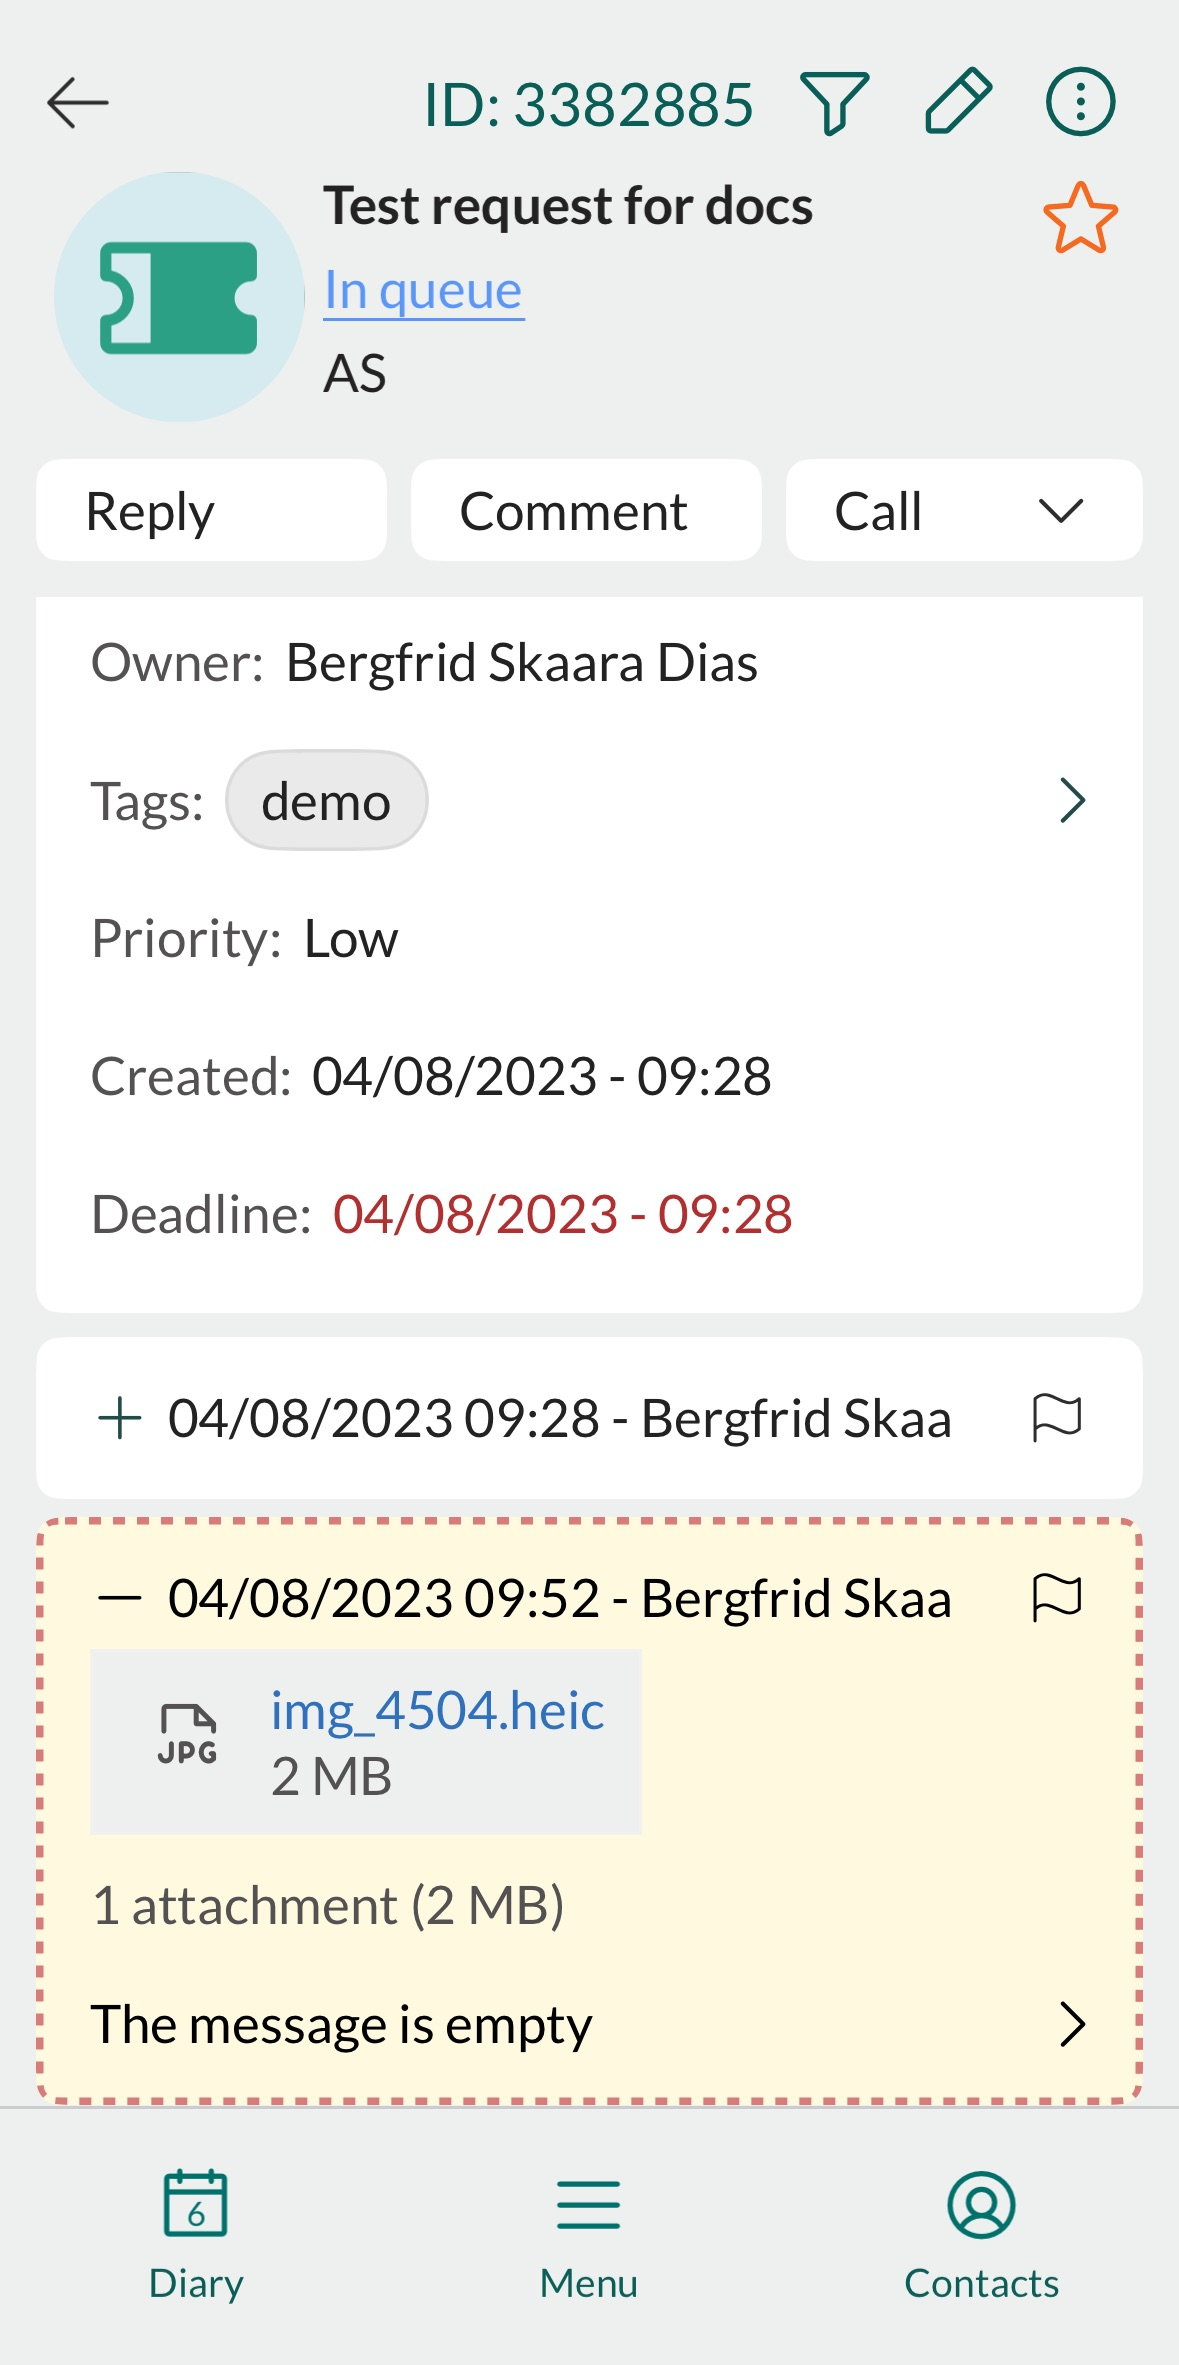 ID: 3382885
Test request for docs
In queue
AS
Reply
Comment
Call
Owner: Bergfrid Skaara Dias
Tags: demo
Priority: Low
Created: 04/08/2023 - 09:28
Deadline: 04/08/2023 - 09:28
04/08/2023 09:28 - Bergfrid Skaa
04/08/2023 09:52 - Bergfrid Skaa
JPG
img_4504.heic
2 MB
1 attachment (2 MB)
The message is empty
6
Diary
Menu
Contacts